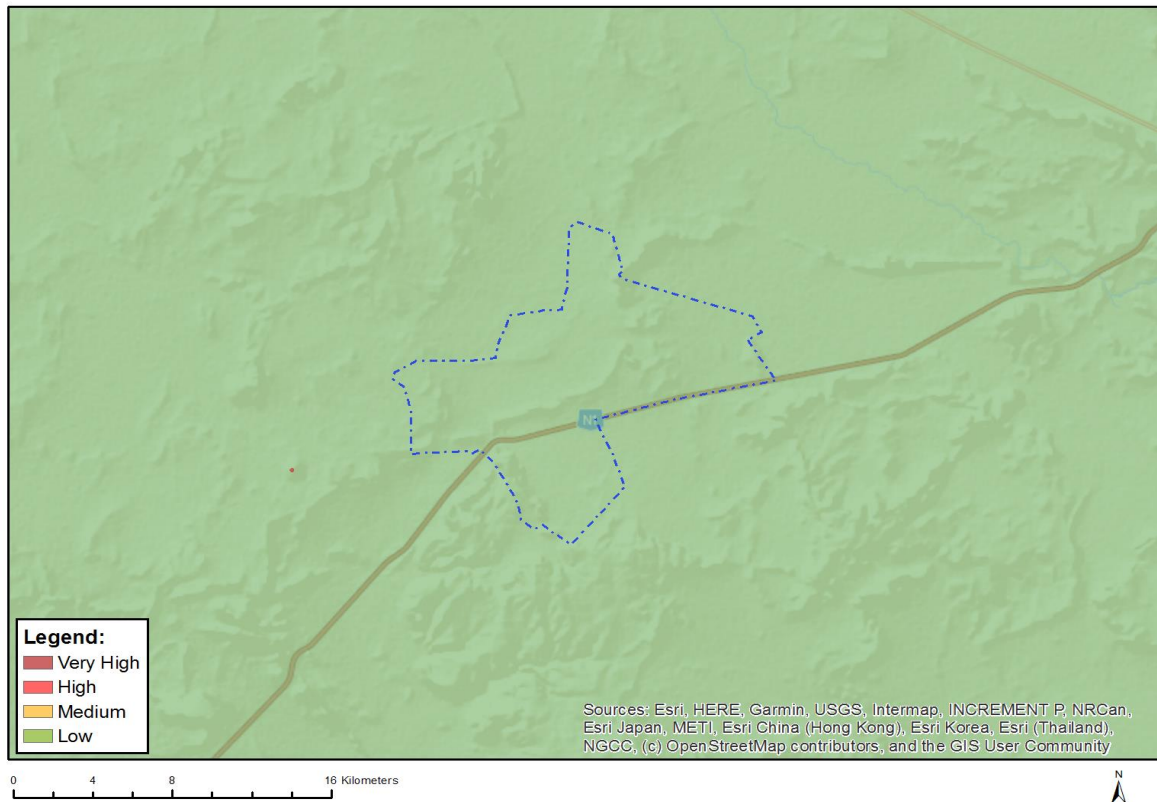 N1
Legend:
Very High
High
Medium
Low
Sources: Esri, HERE, Garmin, USGS, Intermap, INCREMENT P, NRCan,
Esri Japan, METI, Esri China (Hong Kong), Esri Korea, Esri (Thailand),
NGCC, (c) OpenStreetMap contributors, and the GIS User Community
0 4 8 16 Kilometers
N